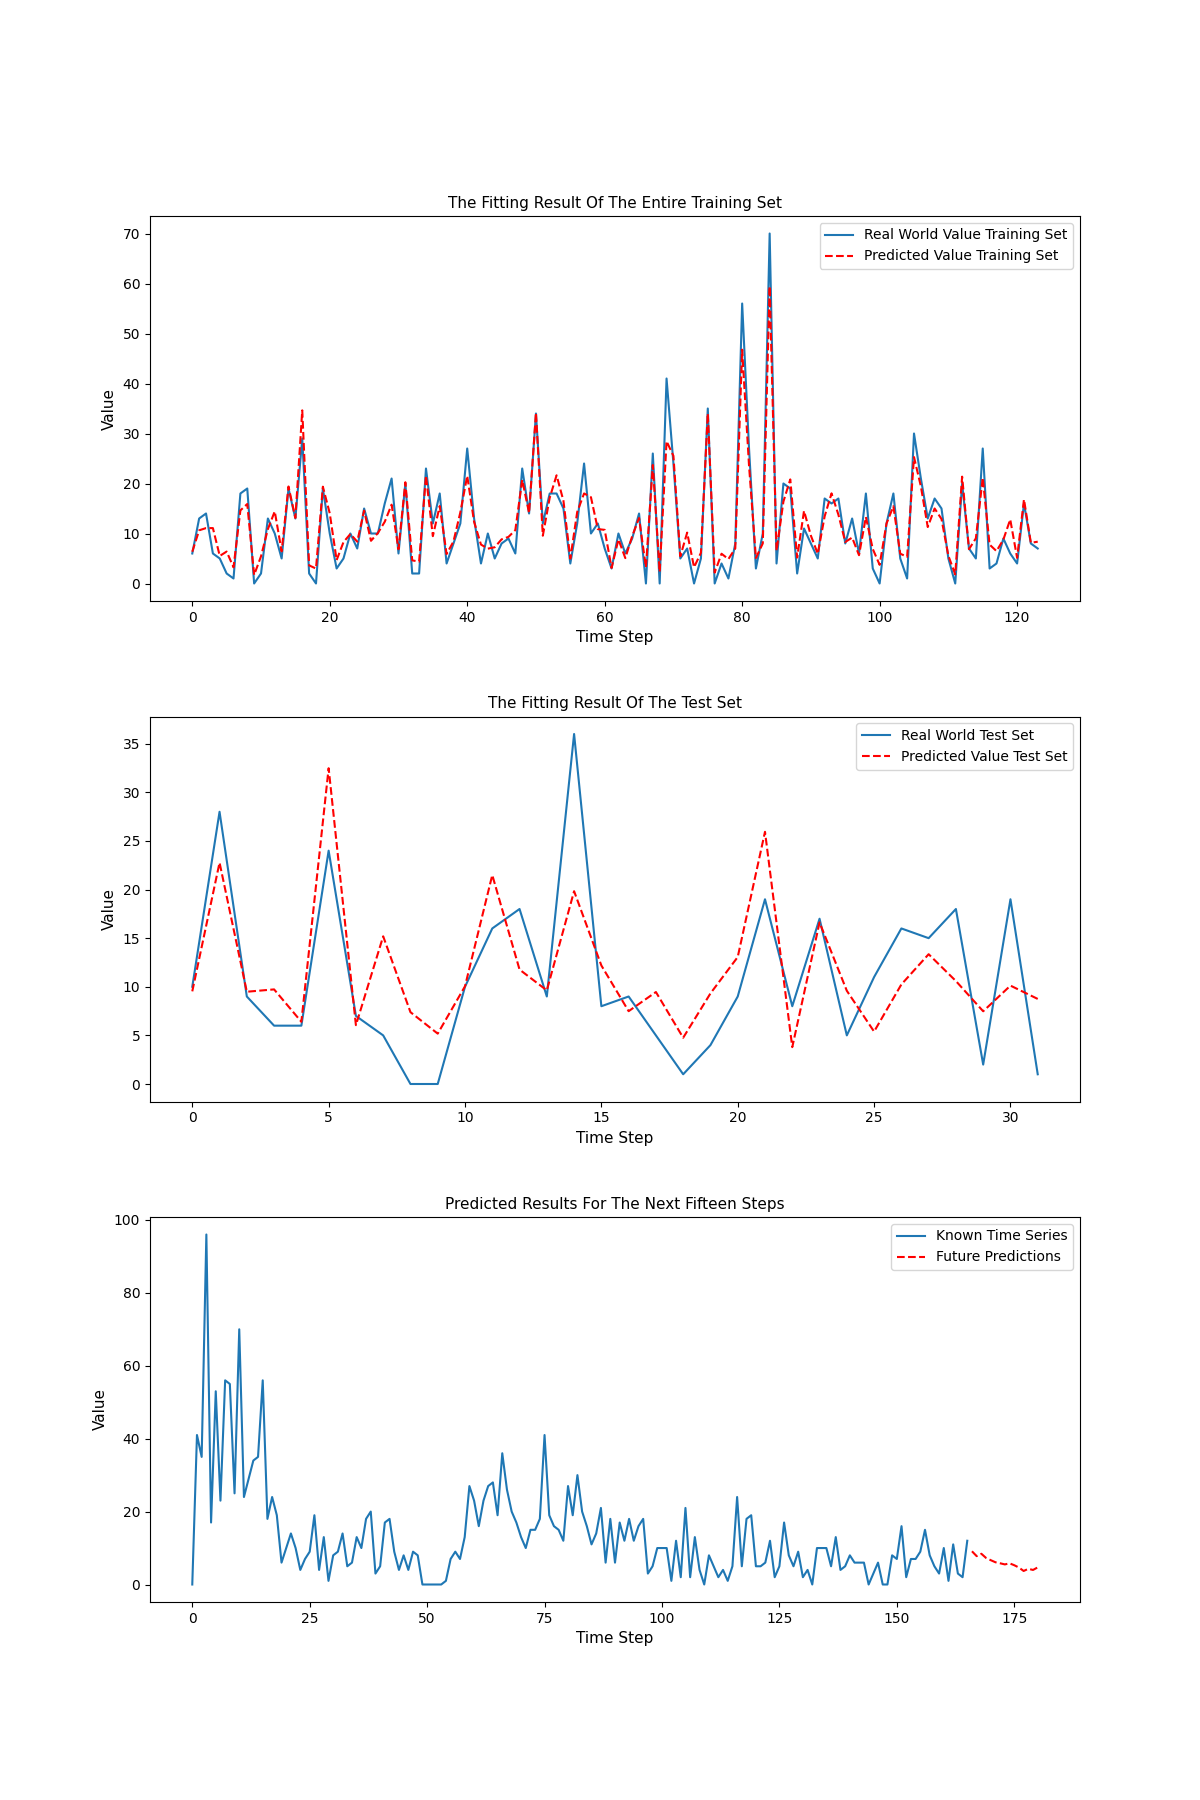 The Fitting Result Of The Entire Training Set
Real World Value Training Set
Predicted Value Training Set
Value
70
60
50
40
30
20
10
0
0 20 40 60 80 100 120
Time Step
The Fitting Result Of The Test Set
Real World Test Set
Predicted Value Test Set
Value
35
30
25
20
15
10
5
0
0 5 10 15 20 25 30
Time Step
Predicted Results For The Next Fifteen Steps
Known Time Series
Future Predictions
Value
100
80
60
40
20
0
0 25 50 75 100 125 150 175
Time Step